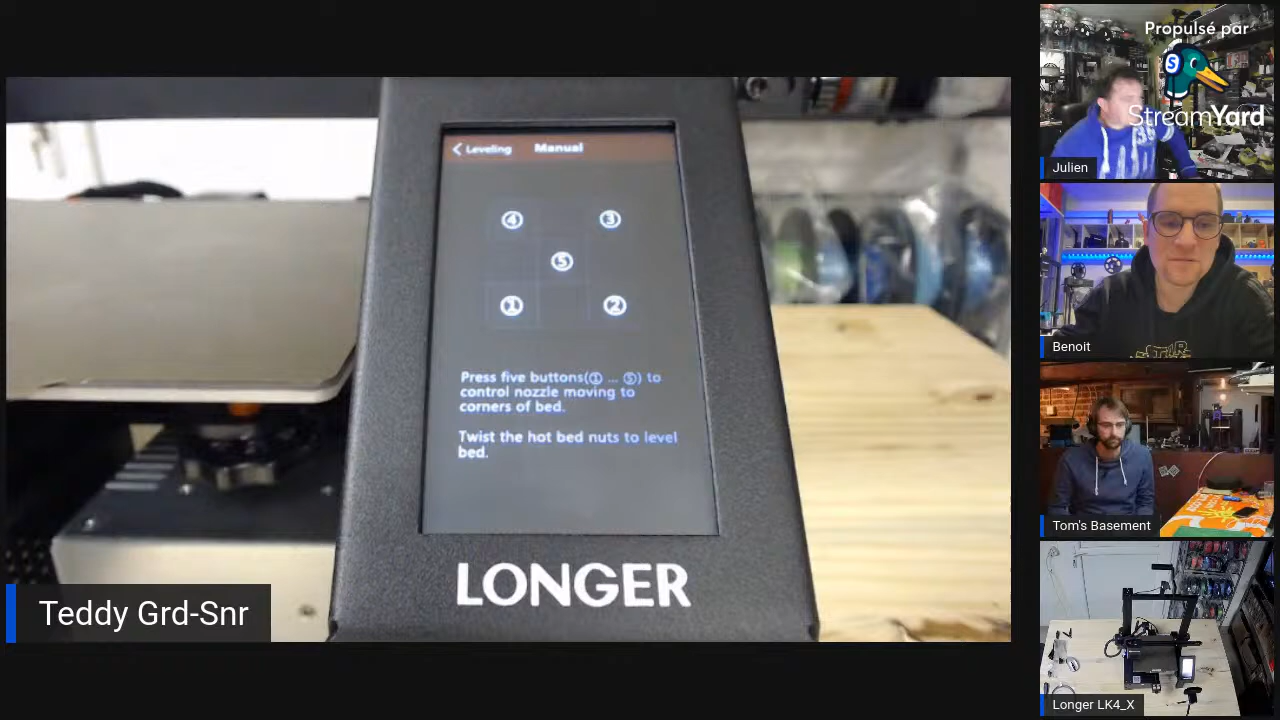 Leveling
Manual
④
③
⑤
①
②
Press five buttons(① ... ⑤) to
control nozzle moving to
corners of bed.
Twist the hot bed nuts to level
bed.
LONGER
Teddy Grd-Snr
Propulsé par
S
StreamYard
Julien
STAR
Benoit
Tom's Basement
Longer LK4_X